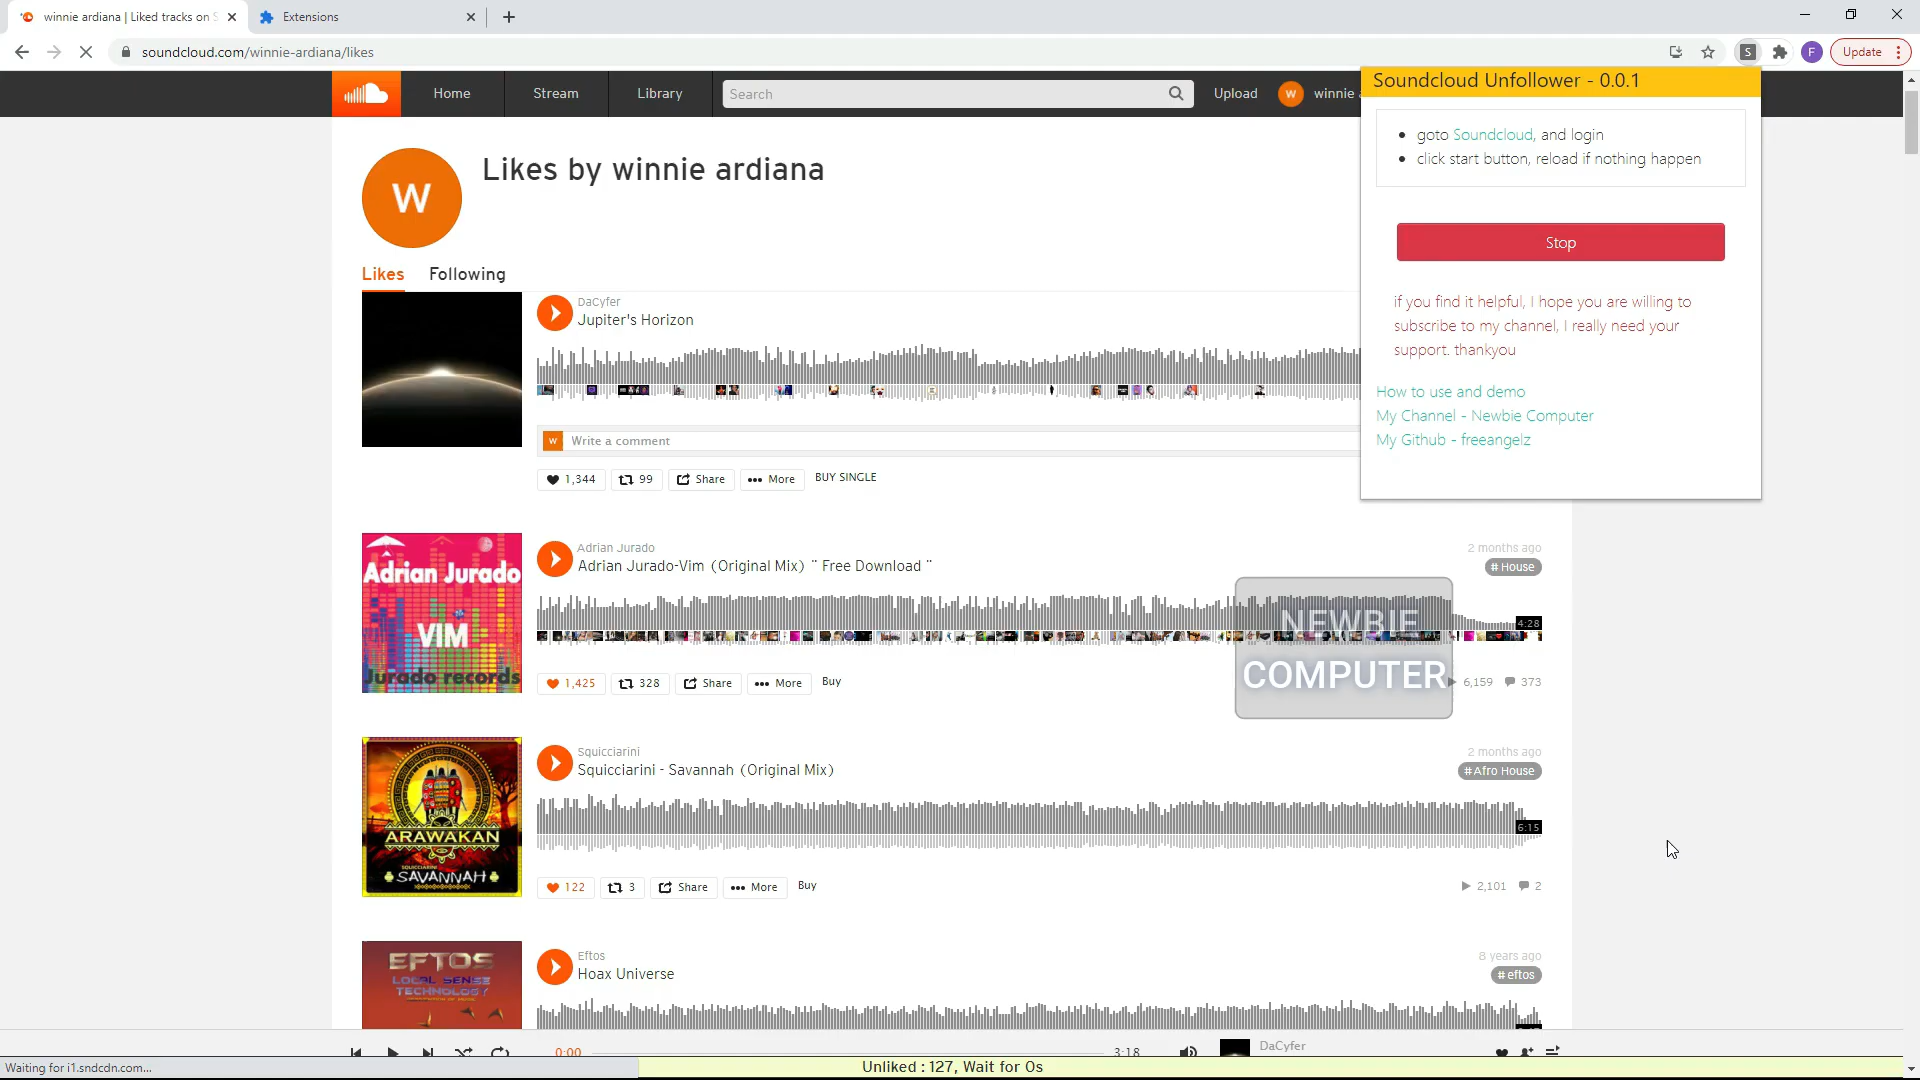 winnie ardiana | Liked tracks on S
Extensions
soundcloud.com/winnie-ardiana/likes
S
F
Update
Soundcloud Unfollower - 0.0.1
Home
Stream
Library
Search
Upload
W
winnie a
goto Soundcloud, and login
click start button, reload if nothing happen
Stop
if you find it helpful, I hope you are willing to
subscribe to my channel, I really need your
support. thankyou
How to use and demo
My Channel - Newbie Computer
My Github - freeangelz
W
Likes by winnie ardiana
Likes
Following
DaCyfer
Jupiter's Horizon
W
Write a comment
1,344
99
Share
More
BUY SINGLE
Adrian Jurado
VIM
Jurado records
Adrian Jurado
Adrian Jurado-Vim (Original Mix) ¨ Free Download ¨
2 months ago
# House
4:28
NEWBIE
COMPUTER
1,425
328
Share
More
Buy
6,159
373
ARAWAKAN
SQUICCIARINI
SAVANNAH
Squicciarini
Squicciarini - Savannah (Original Mix)
2 months ago
# Afro House
6:15
122
3
Share
More
Buy
2,101
2
EFTOS
LOCAL SENSE
TECHNOLOGY
Eftos
Hoax Universe
8 years ago
# eftos
0:00
3:18
DaCyfer
Waiting for i1.sndcdn.com...
Unliked : 127, Wait for 0s